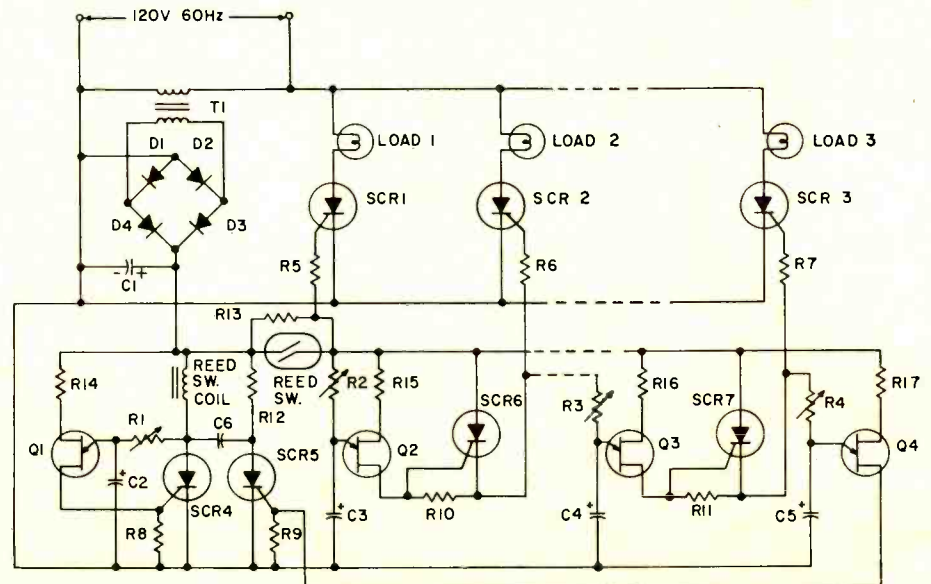 120V 60Hz
T1
D1 D2
LOAD 1
LOAD 2
LOAD 3
SCR1
SCR 2
SCR 3
D4 D3
R5
R6
R7
- +
C1
R13
R14
REED SW. COIL
REED SW.
R2
R15
R16
R17
R12
SCR6
R3
SCR7
R4
R1
C6
Q1
Q2
Q3
Q4
SCR5
+
C2
SCR4
+
C3
R10
+
C4
R11
+
C5
R8
R9